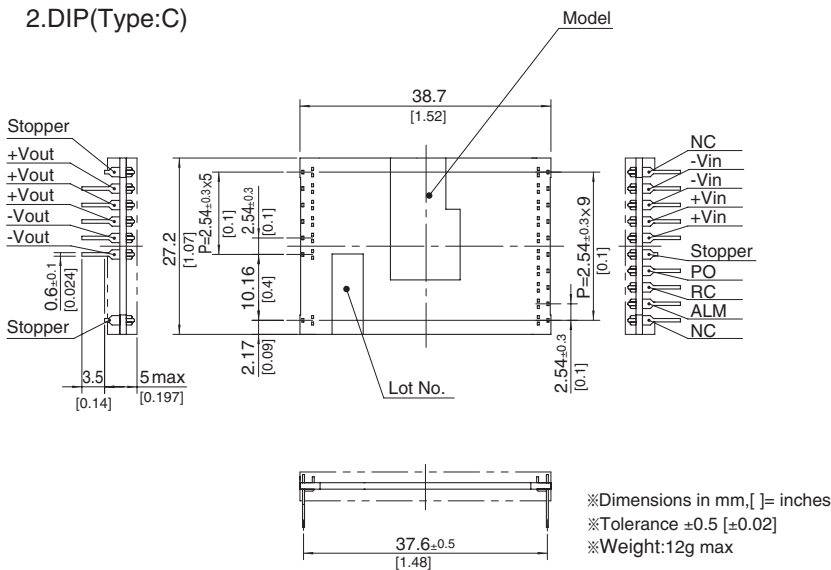 2.DIP(Type:C)
Model
38.7
[1.52]
Stopper
+Vout
+Vout
+Vout
-Vout
-Vout
Stopper
0.6±0.1
[0.024]
3.5
[0.14]
5 max
[0.197]
27.2
[1.07]
P=2.54±0.3x5
[0.1]
2.54±0.3
[0.1]
10.16
[0.4]
2.17
[0.09]
Lot No.
P=2.54±0.3x9
[0.1]
2.54±0.3
[0.1]
NC
-Vin
-Vin
+Vin
+Vin
Stopper
PO
RC
ALM
NC
37.6±0.5
[1.48]
※Dimensions in mm,[ ]= inches
※Tolerance ±0.5 [±0.02]
※Weight:12g max